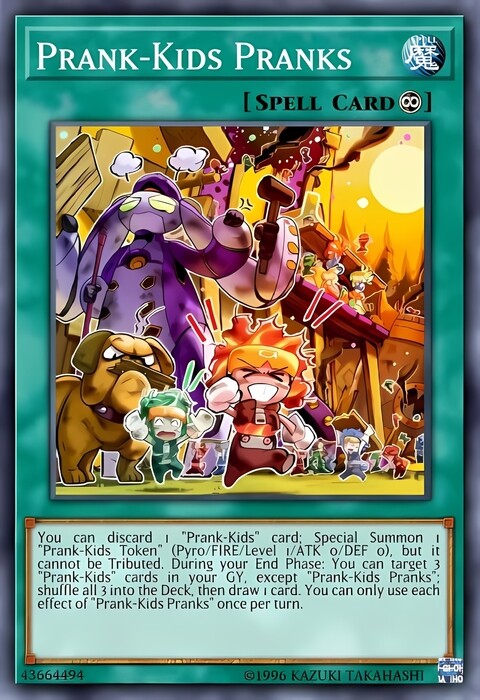 Prank-Kids Pranks
魔
[Spell Card]
You can discard 1 "Prank-Kids" card; Special Summon 1
"Prank-Kids Token" (Pyro/FIRE/Level 1/ATK 0/DEF 0), but it
cannot be Tributed. During your End Phase: You can target 3
"Prank-Kids" cards in your GY, except "Prank-Kids Pranks";
shuffle all 3 into the Deck, then draw 1 card. You can only use each
effect of "Prank-Kids Pranks" once per turn.
43664494
©1996 KAZUKI TAKAHASHI